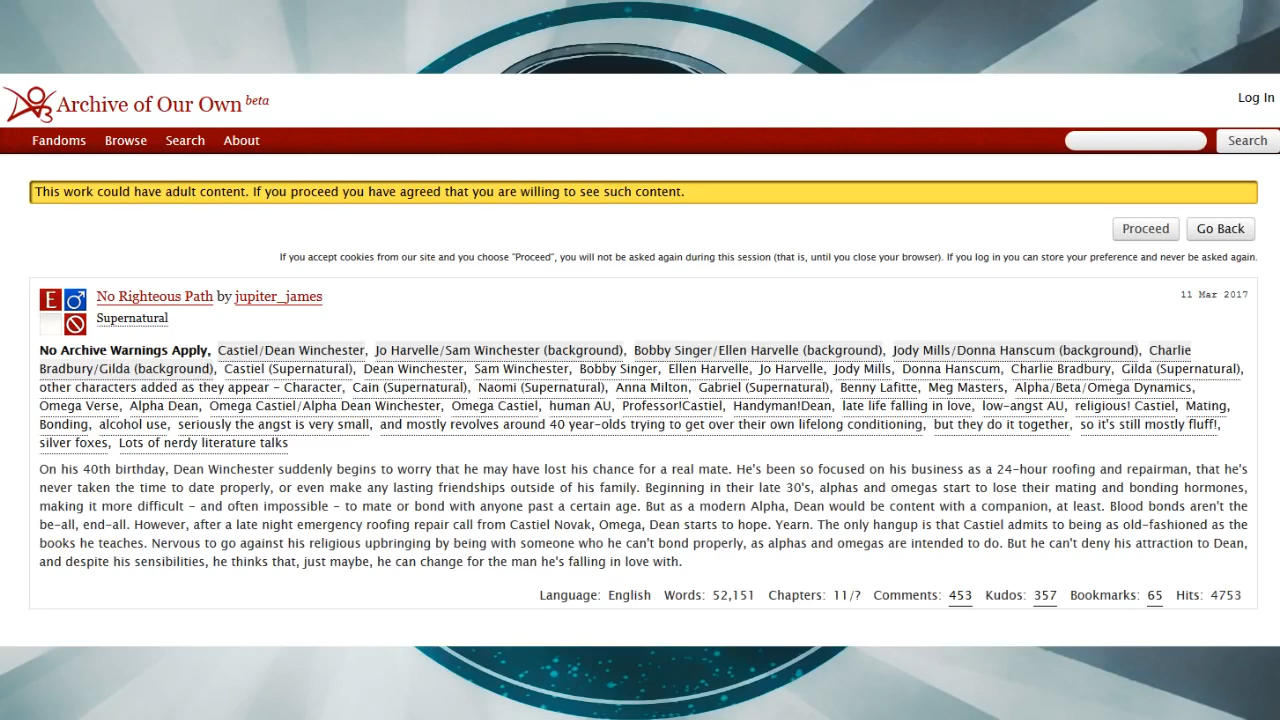 Archive of Our Own beta
Log In
Fandoms Browse Search About
Search
This work could have adult content. If you proceed you have agreed that you are willing to see such content.
Proceed Go Back
If you accept cookies from our site and you choose "Proceed", you will not be asked again during this session (that is, until you close your browser). If you log in you can store your preference and never be asked again.
E
No Righteous Path by jupiter_james
11 Mar 2017
Supernatural
No Archive Warnings Apply, Castiel/Dean Winchester, Jo Harvelle/Sam Winchester (background), Bobby Singer/Ellen Harvelle (background), Jody Mills/Donna Hanscum (background), Charlie
Bradbury/Gilda (background), Castiel (Supernatural), Dean Winchester, Sam Winchester, Bobby Singer, Ellen Harvelle, Jo Harvelle, Jody Mills, Donna Hanscum, Charlie Bradbury, Gilda (Supernatural),
other characters added as they appear - Character, Cain (Supernatural), Naomi (Supernatural), Anna Milton, Gabriel (Supernatural), Benny Lafitte, Meg Masters, Alpha/Beta/Omega Dynamics,
Omega Verse, Alpha Dean, Omega Castiel/Alpha Dean Winchester, Omega Castiel, human AU, Professor!Castiel, Handyman!Dean, late life falling in love, low-angst AU, religious! Castiel, Mating,
Bonding, alcohol use, seriously the angst is very small, and mostly revolves around 40 year-olds trying to get over their own lifelong conditioning, but they do it together, so it's still mostly fluff!,
silver foxes, Lots of nerdy literature talks
On his 40th birthday, Dean Winchester suddenly begins to worry that he may have lost his chance for a real mate. He's been so focused on his business as a 24-hour roofing and repairman, that he's
never taken the time to date properly, or even make any lasting friendships outside of his family. Beginning in their late 30's, alphas and omegas start to lose their mating and bonding hormones,
making it more difficult - and often impossible - to mate or bond with anyone past a certain age. But as a modern Alpha, Dean would be content with a companion, at least. Blood bonds aren't the
be-all, end-all. However, after a late night emergency roofing repair call from Castiel Novak, Omega, Dean starts to hope. Yearn. The only hangup is that Castiel admits to being as old-fashioned as the
books he teaches. Nervous to go against his religious upbringing by being with someone who he can't bond properly, as alphas and omegas are intended to do. But he can't deny his attraction to Dean,
and despite his sensibilities, he thinks that, just maybe, he can change for the man he's falling in love with.
Language: English Words: 52,151 Chapters: 11/? Comments: 453 Kudos: 357 Bookmarks: 65 Hits: 4753